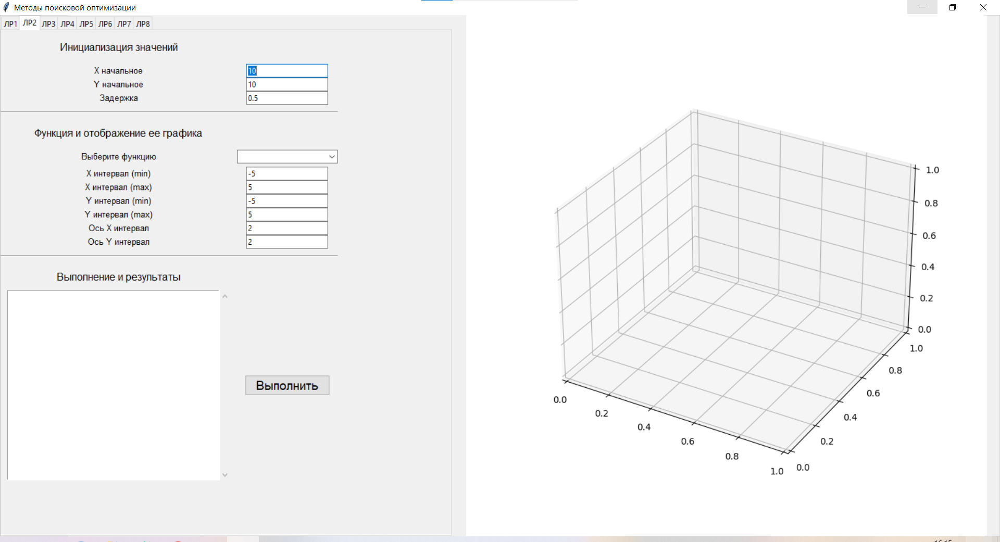 Методы поисковой оптимизации
ЛР1 ЛР2 ЛР3 ЛР4 ЛР5 ЛР6 ЛР7 ЛР8
Инициализация значений
X начальное 10
Y начальное 10
Задержка 0.5
Функция и отображение ее графика
Выберите функцию
X интервал (min) -5
X интервал (max) 5
Y интервал (min) -5
Y интервал (max) 5
Ось X интервал 2
Ось Y интервал 2
Выполнение и результаты
Выполнить
1.0
0.8
0.6
0.4
0.2
0.0
1.0
0.8
0.6
0.4
0.2
0.0
0.0
0.2
0.4
0.6
0.8
1.0